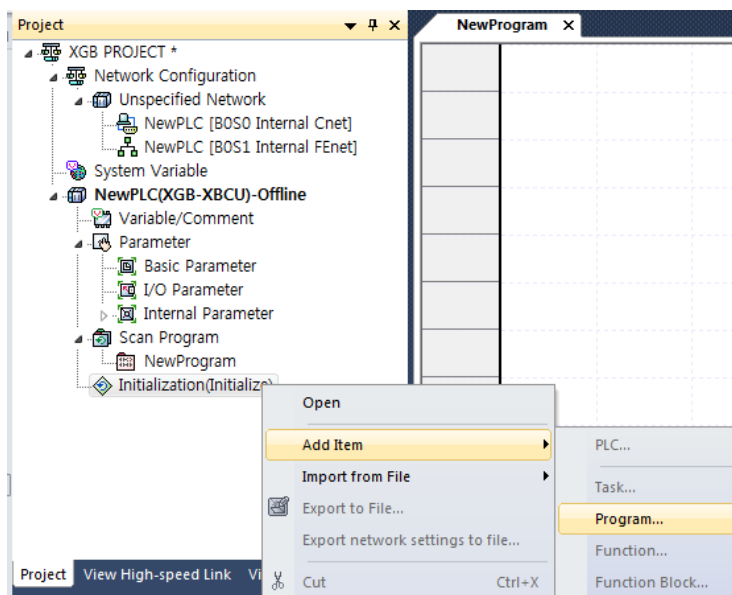 Project
NewProgram
XGB PROJECT *
Network Configuration
Unspecified Network
NewPLC [B0S0 Internal Cnet]
NewPLC [B0S1 Internal FEnet]
System Variable
NewPLC(XGB-XBCU)-Offline
Variable/Comment
Parameter
Basic Parameter
I/O Parameter
Internal Parameter
Scan Program
NewProgram
Initialization(Initialize)
Open
Add Item
Import from File
Export to File...
Export network settings to file...
Cut Ctrl+X
PLC...
Task...
Program...
Function...
Function Block...
Project
View High-speed Link